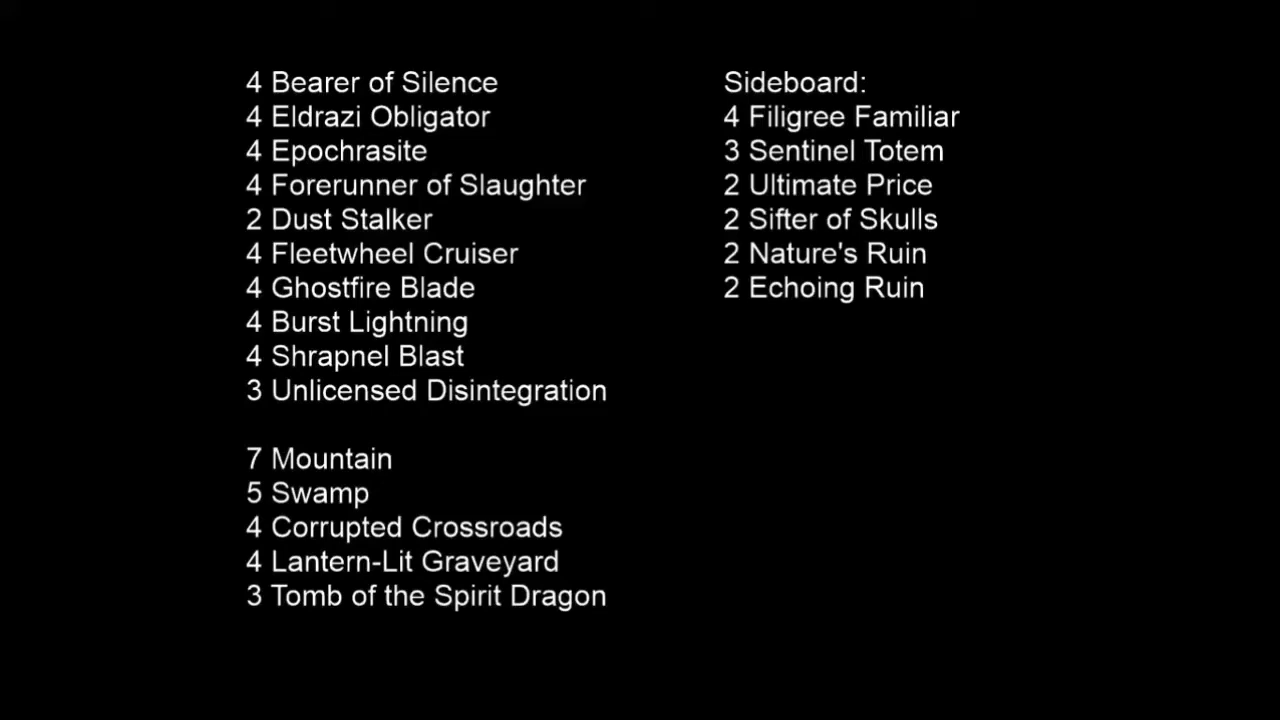 4 Bearer of Silence
4 Eldrazi Obligator
4 Epochrasite
4 Forerunner of Slaughter
2 Dust Stalker
4 Fleetwheel Cruiser
4 Ghostfire Blade
4 Burst Lightning
4 Shrapnel Blast
3 Unlicensed Disintegration
7 Mountain
5 Swamp
4 Corrupted Crossroads
4 Lantern-Lit Graveyard
3 Tomb of the Spirit Dragon
Sideboard:
4 Filigree Familiar
3 Sentinel Totem
2 Ultimate Price
2 Sifter of Skulls
2 Nature's Ruin
2 Echoing Ruin